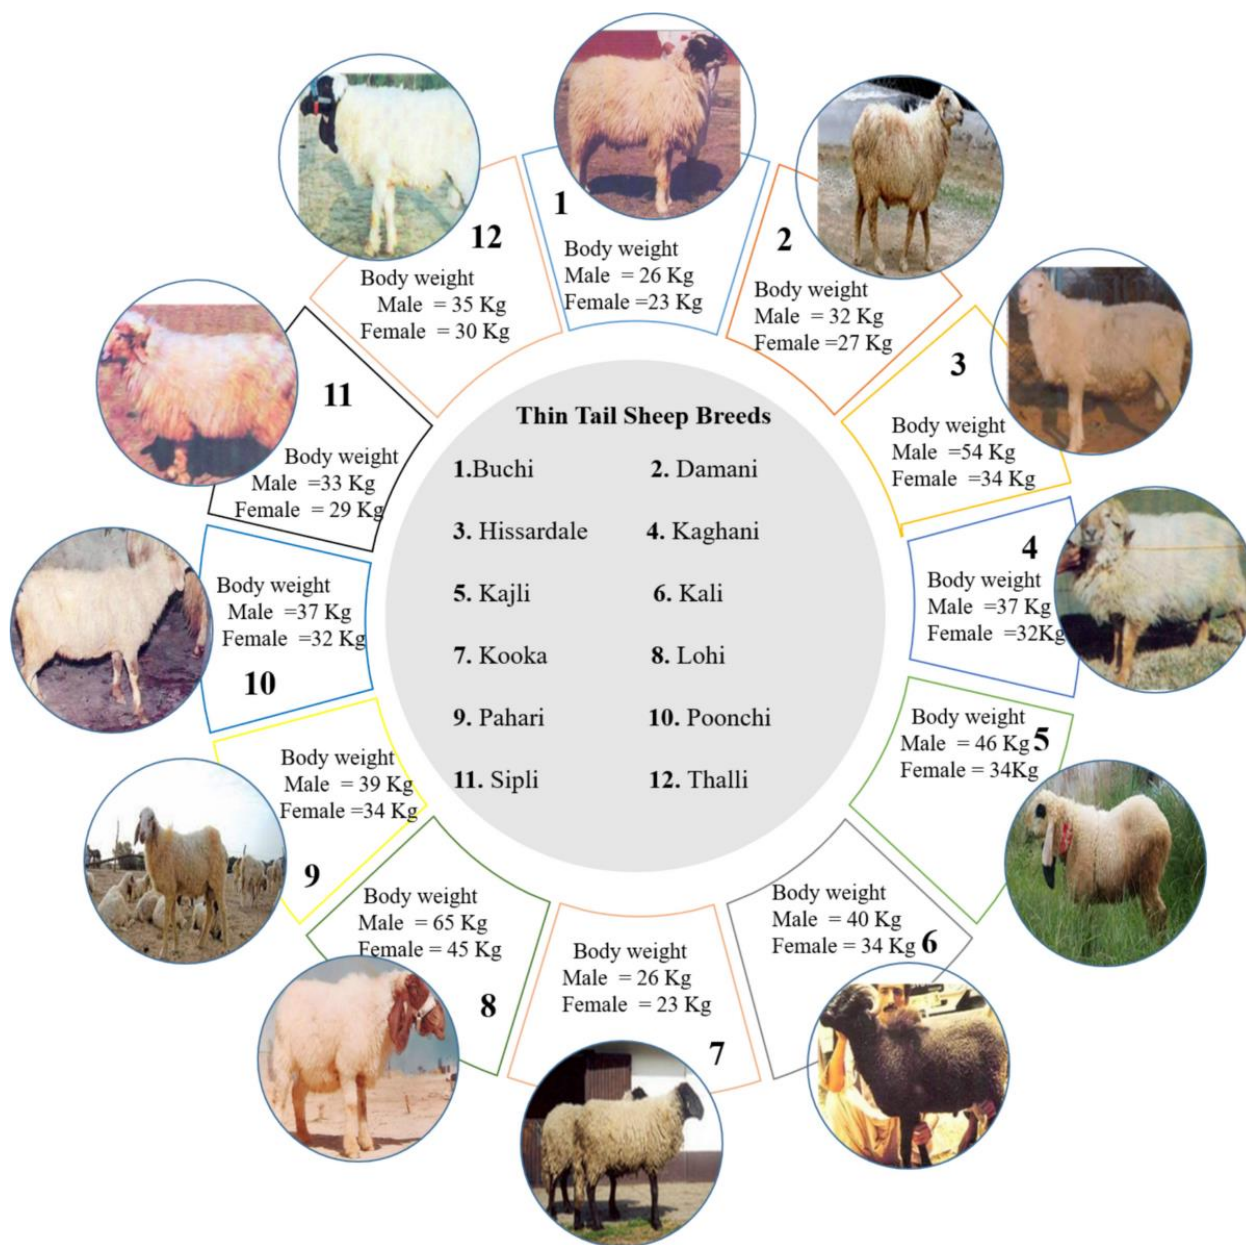 1
Body weight
Male = 26 Kg
Female =23 Kg
2
Body weight
Male = 32 Kg
Female =27 Kg
3
Body weight
Male =54 Kg
Female =34 Kg
4
Body weight
Male =37 Kg
Female =32Kg
5
Body weight
Male = 46 Kg
Female =34Kg
6
Body weight
Male = 40 Kg
Female = 34 Kg
7
Body weight
Male = 26 Kg
Female = 23 Kg
8
Body weight
Male = 65 Kg
Female = 45 Kg
9
Body weight
Male = 39 Kg
Female =34 Kg
10
Body weight
Male =37 Kg
Female =32 Kg
11
Body weight
Male =33 Kg
Female = 29 Kg
12
Body weight
Male = 35 Kg
Female = 30 Kg
Thin Tail Sheep Breeds
1.Buchi 2. Damani
3. Hissardale 4. Kaghani
5. Kajli 6. Kali
7. Kooka 8. Lohi
9. Pahari 10. Poonchi
11. Sipli 12. Thalli